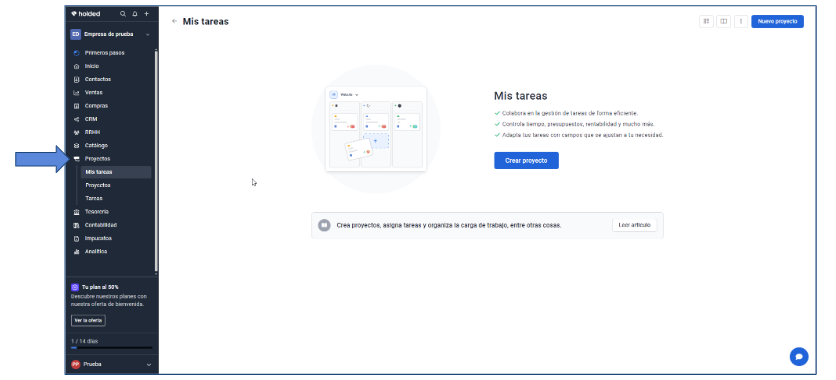 holded
ED Empresa de prueba
Primeros pasos
Inicio
Contactos
Ventas
Compras
CRM
RRHH
Catálogo
Proyectos
Mis tareas
Proyectos
Tareas
Tesorería
Contabilidad
Impuestos
Analítica
Tu plan al 50%
Descubre nuestros planes con
nuestra oferta de bienvenida.
Ver la oferta
1 / 14 días
PP Prueba
← Mis tareas
Nuevo proyecto
Website
Mis tareas
Colabora en la gestión de tareas de forma eficiente.
Controla tiempo, presupuestos, rentabilidad y mucho más.
Adapta tus tareas con campos que se ajustan a tu necesidad.
Crear proyecto
Crea proyectos, asigna tareas y organiza la carga de trabajo, entre otras cosas.
Leer artículo